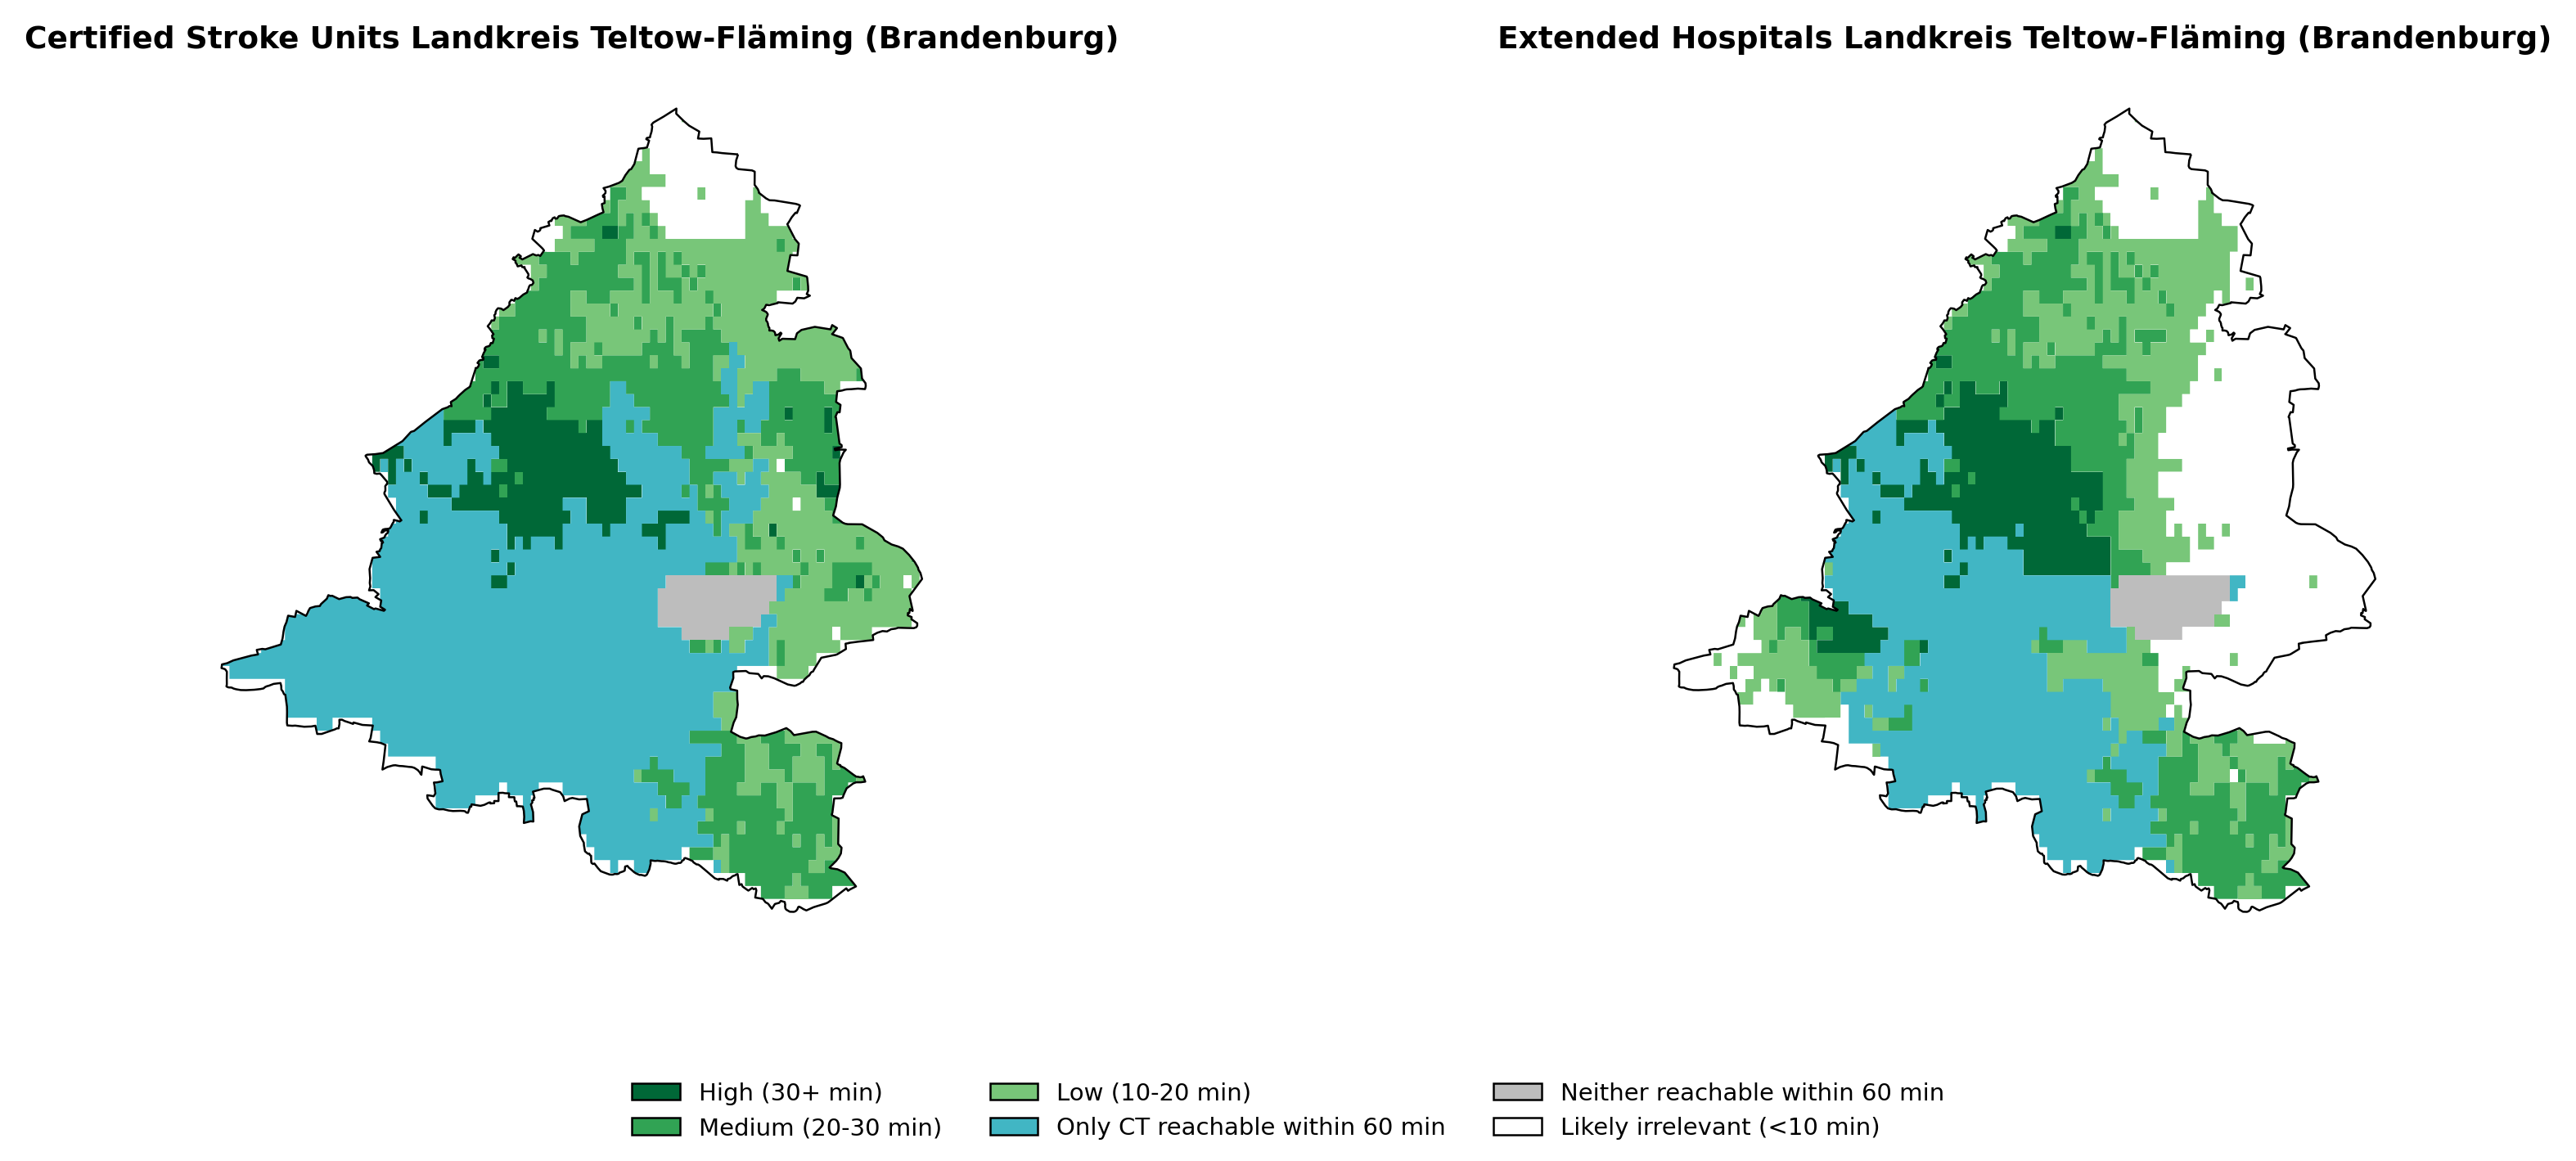 Certified Stroke Units Landkreis Teltow-Fläming (Brandenburg)
Extended Hospitals Landkreis Teltow-Fläming (Brandenburg)
High (30+ min)
Medium (20-30 min)
Low (10-20 min)
Only CT reachable within 60 min
Neither reachable within 60 min
Likely irrelevant (<10 min)